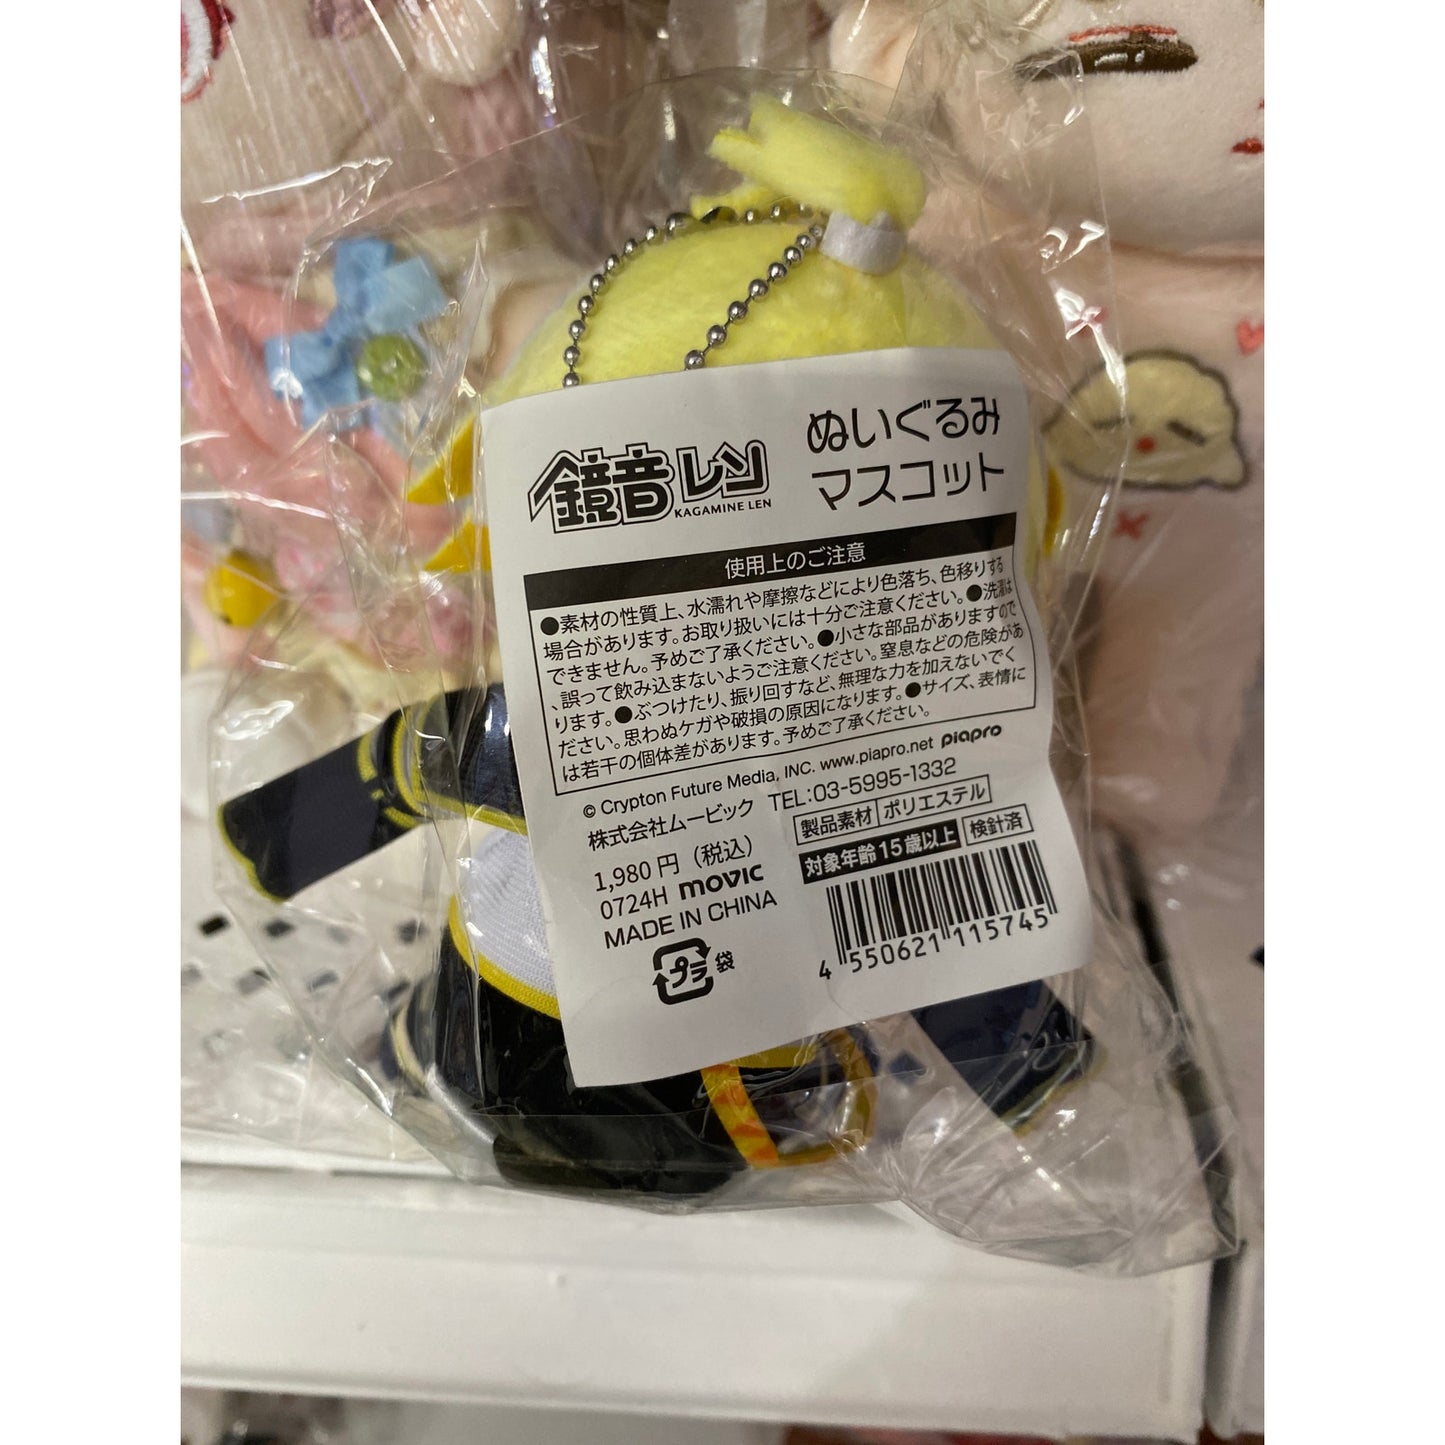 鏡音レン
KAGAMINE LEN
ぬいぐるみ
マスコット
使用上のご注意
●素材の性質上、水濡れや摩擦などにより色落ち、色移りする
場合があります。お取り扱いには十分ご注意ください。●洗濯は
できません。予めご了承ください。●小さな部品がありますので
、誤って飲み込まないようご注意ください。窒息などの危険があ
ります。●ぶつけたり、振り回すなど、無理な力を加えないでく
ださい。思わぬケガや破損の原因になります。●サイズ、表情に
は若干の個体差があります。予めご了承ください。
© Crypton Future Media, INC. www.piapro.net piapro
株式会社ムービック TEL:03-5995-1332
1,980円（税込）
0724H movic
MADE IN CHINA
プラ 袋
製品素材 ポリエステル
対象年齢15歳以上 検針済
4 550621 115745